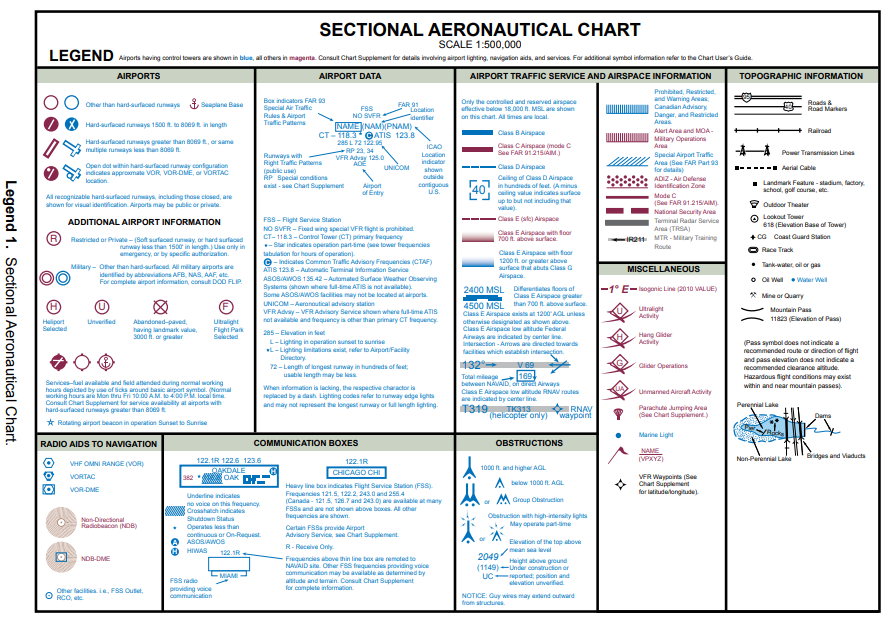 SECTIONAL AERONAUTICAL CHART
SCALE 1:500,000
LEGEND Airports having control towers are shown in blue, all others in magenta. Consult Chart Supplement for details involving airport lighting, navigation aids, and services. For additional symbol information refer to the Chart User's Guide.
Legend 1. Sectional Aeronautical Chart.
AIRPORTS
Other than hard-surfaced runways
Seaplane Base
Hard-surfaced runways 1500 ft. to 8069 ft. in length
Hard-surfaced runways greater than 8069 ft., or same
multiple runways less than 8069 ft.
Open dot within hard-surfaced runway configuration
indicates approximate VOR, VOR-DME, or VORTAC
location.
All recognizable hard-surfaced runways, including those closed, are
shown for visual identification. Airports may be public or private.
ADDITIONAL AIRPORT INFORMATION
R
Restricted or Private – (Soft surfaced runway, or hard surfaced
runway less than 1500' in length.) Use only in
emergency, or by specific authorization.
Military – Other than hard-surfaced. All military airports are
identified by abbreviations AFB, NAS, AAF, etc.
For complete airport information, consult DOD FLIP.
H
U
F
Heliport
Selected
Unverified
Abandoned–paved,
having landmark value,
3000 ft. or greater
Ultralight
Flight Park
Selected
Services–fuel available and field attended during normal working
hours depicted by use of ticks around basic airport symbol. (Normal
working hours are Mon thru Fri 10:00 A.M. to 4:00 P.M. local time.
Consult Chart Supplement for service availability at airports with
hard-surfaced runways greater than 8069 ft.
Rotating airport beacon in operation Sunset to Sunrise
AIRPORT DATA
Box indicators FAR 93
Special Air Traffic
Rules & Airport
Traffic Patterns
FSS
NO SVFR
FAR 91
Location
identifier
NAME (NAM)(PNAM)
CT – 118.3 * C ATIS 123.8
285 L 72 122.95
RP 23, 34
VFR Advsy 125.0
AOE
Runways with
Right Traffic Patterns
(public use)
RP Special conditions
exist - see Chart Supplement
Airport
of Entry
UNICOM
ICAO
Location
indicator
shown
outside
contiguous
U.S.
FSS – Flight Service Station
NO SVFR – Fixed wing special VFR flight is prohibited.
CT– 118.3 – Control Tower (CT) primary frequency
* – Star indicates operation part-time (see tower frequencies
tabulation for hours of operation).
C – Indicates Common Traffic Advisory Frequencies (CTAF)
ATIS 123.8 – Automatic Terminal Information Service
ASOS/AWOS 135.42 – Automated Surface Weather Observing
Systems (shown where full-time ATIS is not available).
Some ASOS/AWOS facilities may not be located at airports.
UNICOM – Aeronautical advisory station
VFR Advsy – VFR Advisory Service shown where full-time ATIS
not available and frequency is other than primary CT frequency.
285 – Elevation in feet
L – Lighting in operation sunset to sunrise
*L – Lighting limitations exist, refer to Airport/Facility
Directory.
72 – Length of longest runway in hundreds of feet;
usable length may be less.
When information is lacking, the respective charactor is
replaced by a dash. Lighting codes refer to runway edge lights
and may not represent the longest runway or full length lighting.
AIRPORT TRAFFIC SERVICE AND AIRSPACE INFORMATION
Only the controlled and reserved airspace
effective below 18,000 ft. MSL are shown
on this chart. All times are local.
Class B Airspace
Class C Airspace (mode C
See FAR 91.215/AIM.)
Class D Airspace
40
Ceiling of Class D Airspace
in hundreds of feet. (A minus
ceiling value indicates surface
up to but not including that
value).
Class E (sfc) Airspace
Class E Airspace with floor
700 ft. above surface.
Class E Airspace with floor
1200 ft. or greater above
surface that abuts Class G
Airspace.
2400 MSL
4500 MSL
Differentiates floors of
Class E Airspace greater
than 700 ft. above surface.
Class E Airspace exists at 1200' AGL unless
otherwise designated as shown above.
Class E Airspace low altitude Federal
Airways are indicated by center line.
Intersection - Arrows are directed towards
facilities which establish intersection.
132°
V 69
169
Total mileage
between NAVAID, on direct Airways
Class E Airspace low altitude RNAV routes
are indicated by center line.
T319 TK313 RNAV
(helicopter only) waypoint
Prohibited, Restricted,
and Warning Areas;
Canadian Advisory,
Danger, and Restricted
Areas.
Alert Area and MOA -
Military Operations
Area
Special Airport Traffic
Area (See FAR Part 93
for details)
ADIZ - Air Defense
Identification Zone
Mode C
(See FAR 91.215/AIM.)
National Security Area
Terminal Radar Service
Area (TRSA)
IR211
MTR - Military Training
Route
MISCELLANEOUS
1° E
Isogonic Line (2010 VALUE)
U
Ultralight
Activity
H
Hang Glider
Activity
G
Glider Operations
UA
Unmanned Aircraft Activity
Parachute Jumping Area
(See Chart Supplement.)
Marine Light
NAME
(VPXYZ)
VFR Waypoints (See
Chart Supplement
for latitude/longitude).
TOPOGRAPHIC INFORMATION
Roads &
Road Markers
Railroad
Power Transmission Lines
Aerial Cable
Landmark Feature - stadium, factory,
school, golf course, etc.
Outdoor Theater
Lookout Tower
618 (Elevation Base of Tower)
CG Coast Guard Station
Race Track
Tank-water, oil or gas
Oil Well
Water Well
Mine or Quarry
Mountain Pass
11823 (Elevation of Pass)
(Pass symbol does not indicate a
recommended route or direction of flight
and pass elevation does not indicate a
recommended clearance altitude.
Hazardous flight conditions may exist
within and near mountain passes).
Perennial Lake
Dams
Pier
Rocks
Non-Perennial Lake
Bridges and Viaducts
RADIO AIDS TO NAVIGATION
VHF OMNI RANGE (VOR)
VORTAC
VOR-DME
Non-Directional
Radiobeacon (NDB)
NDB-DME
Other facilities. i.e., FSS Outlet,
RCO, etc.
COMMUNICATION BOXES
122.1R 122.6 123.6
OAKDALE
H
382 * OAK
122.1R
CHICAGO CHI
Underline indicates
no voice on this frequency.
Crosshatch indicates
Shutdown Status
Operates less than
continuous or On-Request.
A ASOS/AWOS
H HIWAS
122.1R
MIAMI
FSS radio
providing voice
communication
Heavy line box indicates Flight Service Station (FSS).
Frequencies 121.5, 122.2, 243.0 and 255.4
(Canada - 121.5, 126.7 and 243.0) are available at many
FSSs and are not shown above boxes. All other
frequencies are shown.
Certain FSSs provide Airport
Advisory Service, see Chart Supplement.
R - Receive Only.
Frequencies above thin line box are remoted to
NAVAID site. Other FSS frequencies providing voice
communication may be available as determined by
altitude and terrain. Consult Chart Supplement
for complete information.
OBSTRUCTIONS
1000 ft. and higher AGL
below 1000 ft. AGL
or
Group Obstruction
Obstruction with high-intensity lights
May operate part-time
or
2049
Elevation of the top above
mean sea level
(1149)
Height above ground
UC
Under construction or
reported; position and
elevation unverified.
NOTICE: Guy wires may extend outward
from structures.